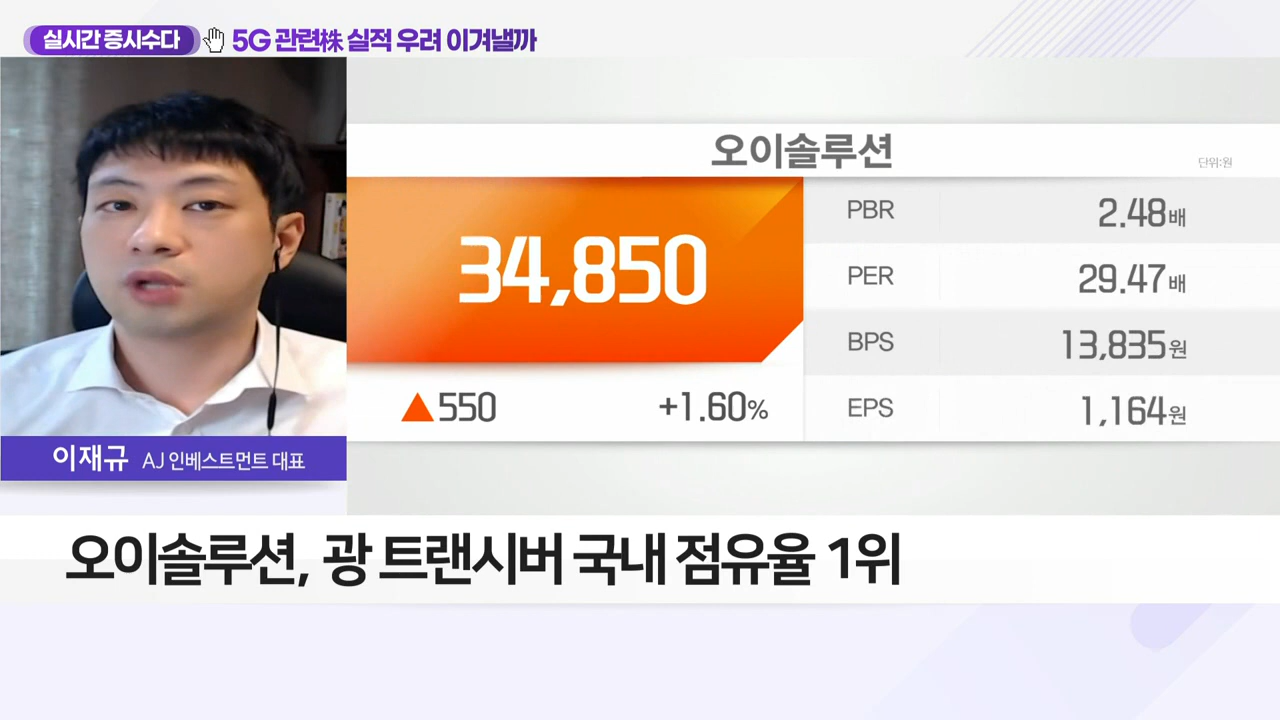 실시간 증시수다 5G 관련株 실적 우려 이겨낼까
오이솔루션
단위:원
34,850
▲550 +1.60%
PBR 2.48배
PER 29.47배
BPS 13,835원
EPS 1,164원
이재규 AJ 인베스트먼트 대표
오이솔루션, 광 트랜시버 국내 점유율 1위